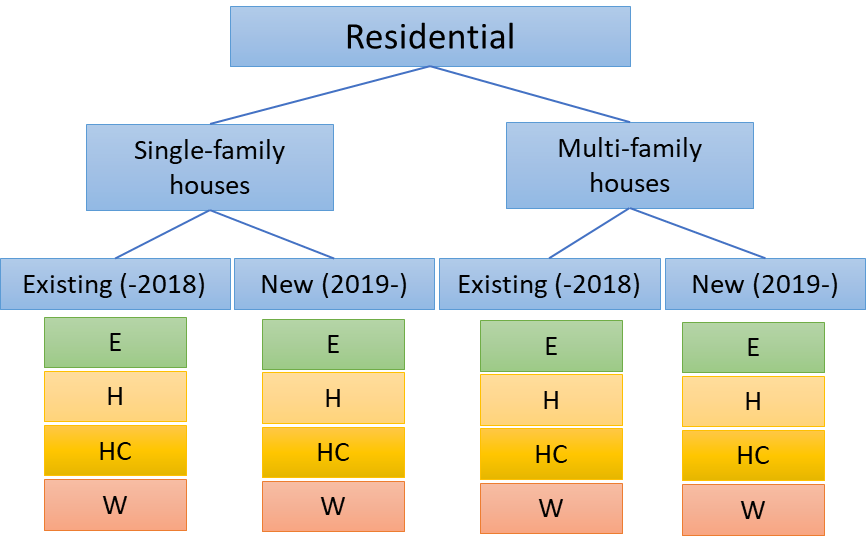 Residential
Single-family
houses
Multi-family
houses
Existing (-2018)
New (2019-)
Existing (-2018)
New (2019-)
E
E
E
E
H
H
H
H
HC
HC
HC
HC
W
W
W
W